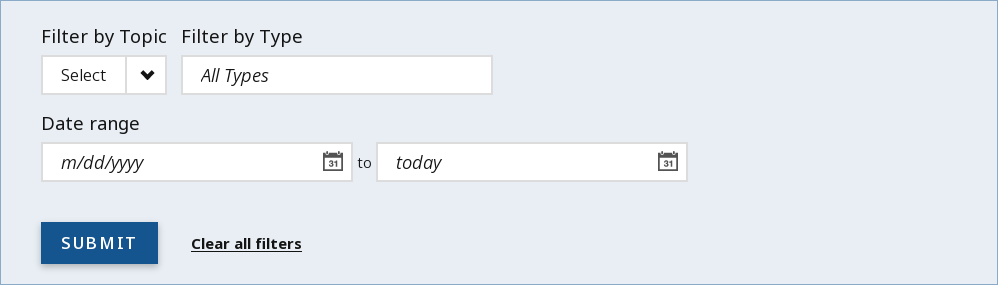 Filter by Topic Filter by Type
Select All Types
Date range
m/dd/yyyy 31 to today 31
SUBMIT Clear all filters